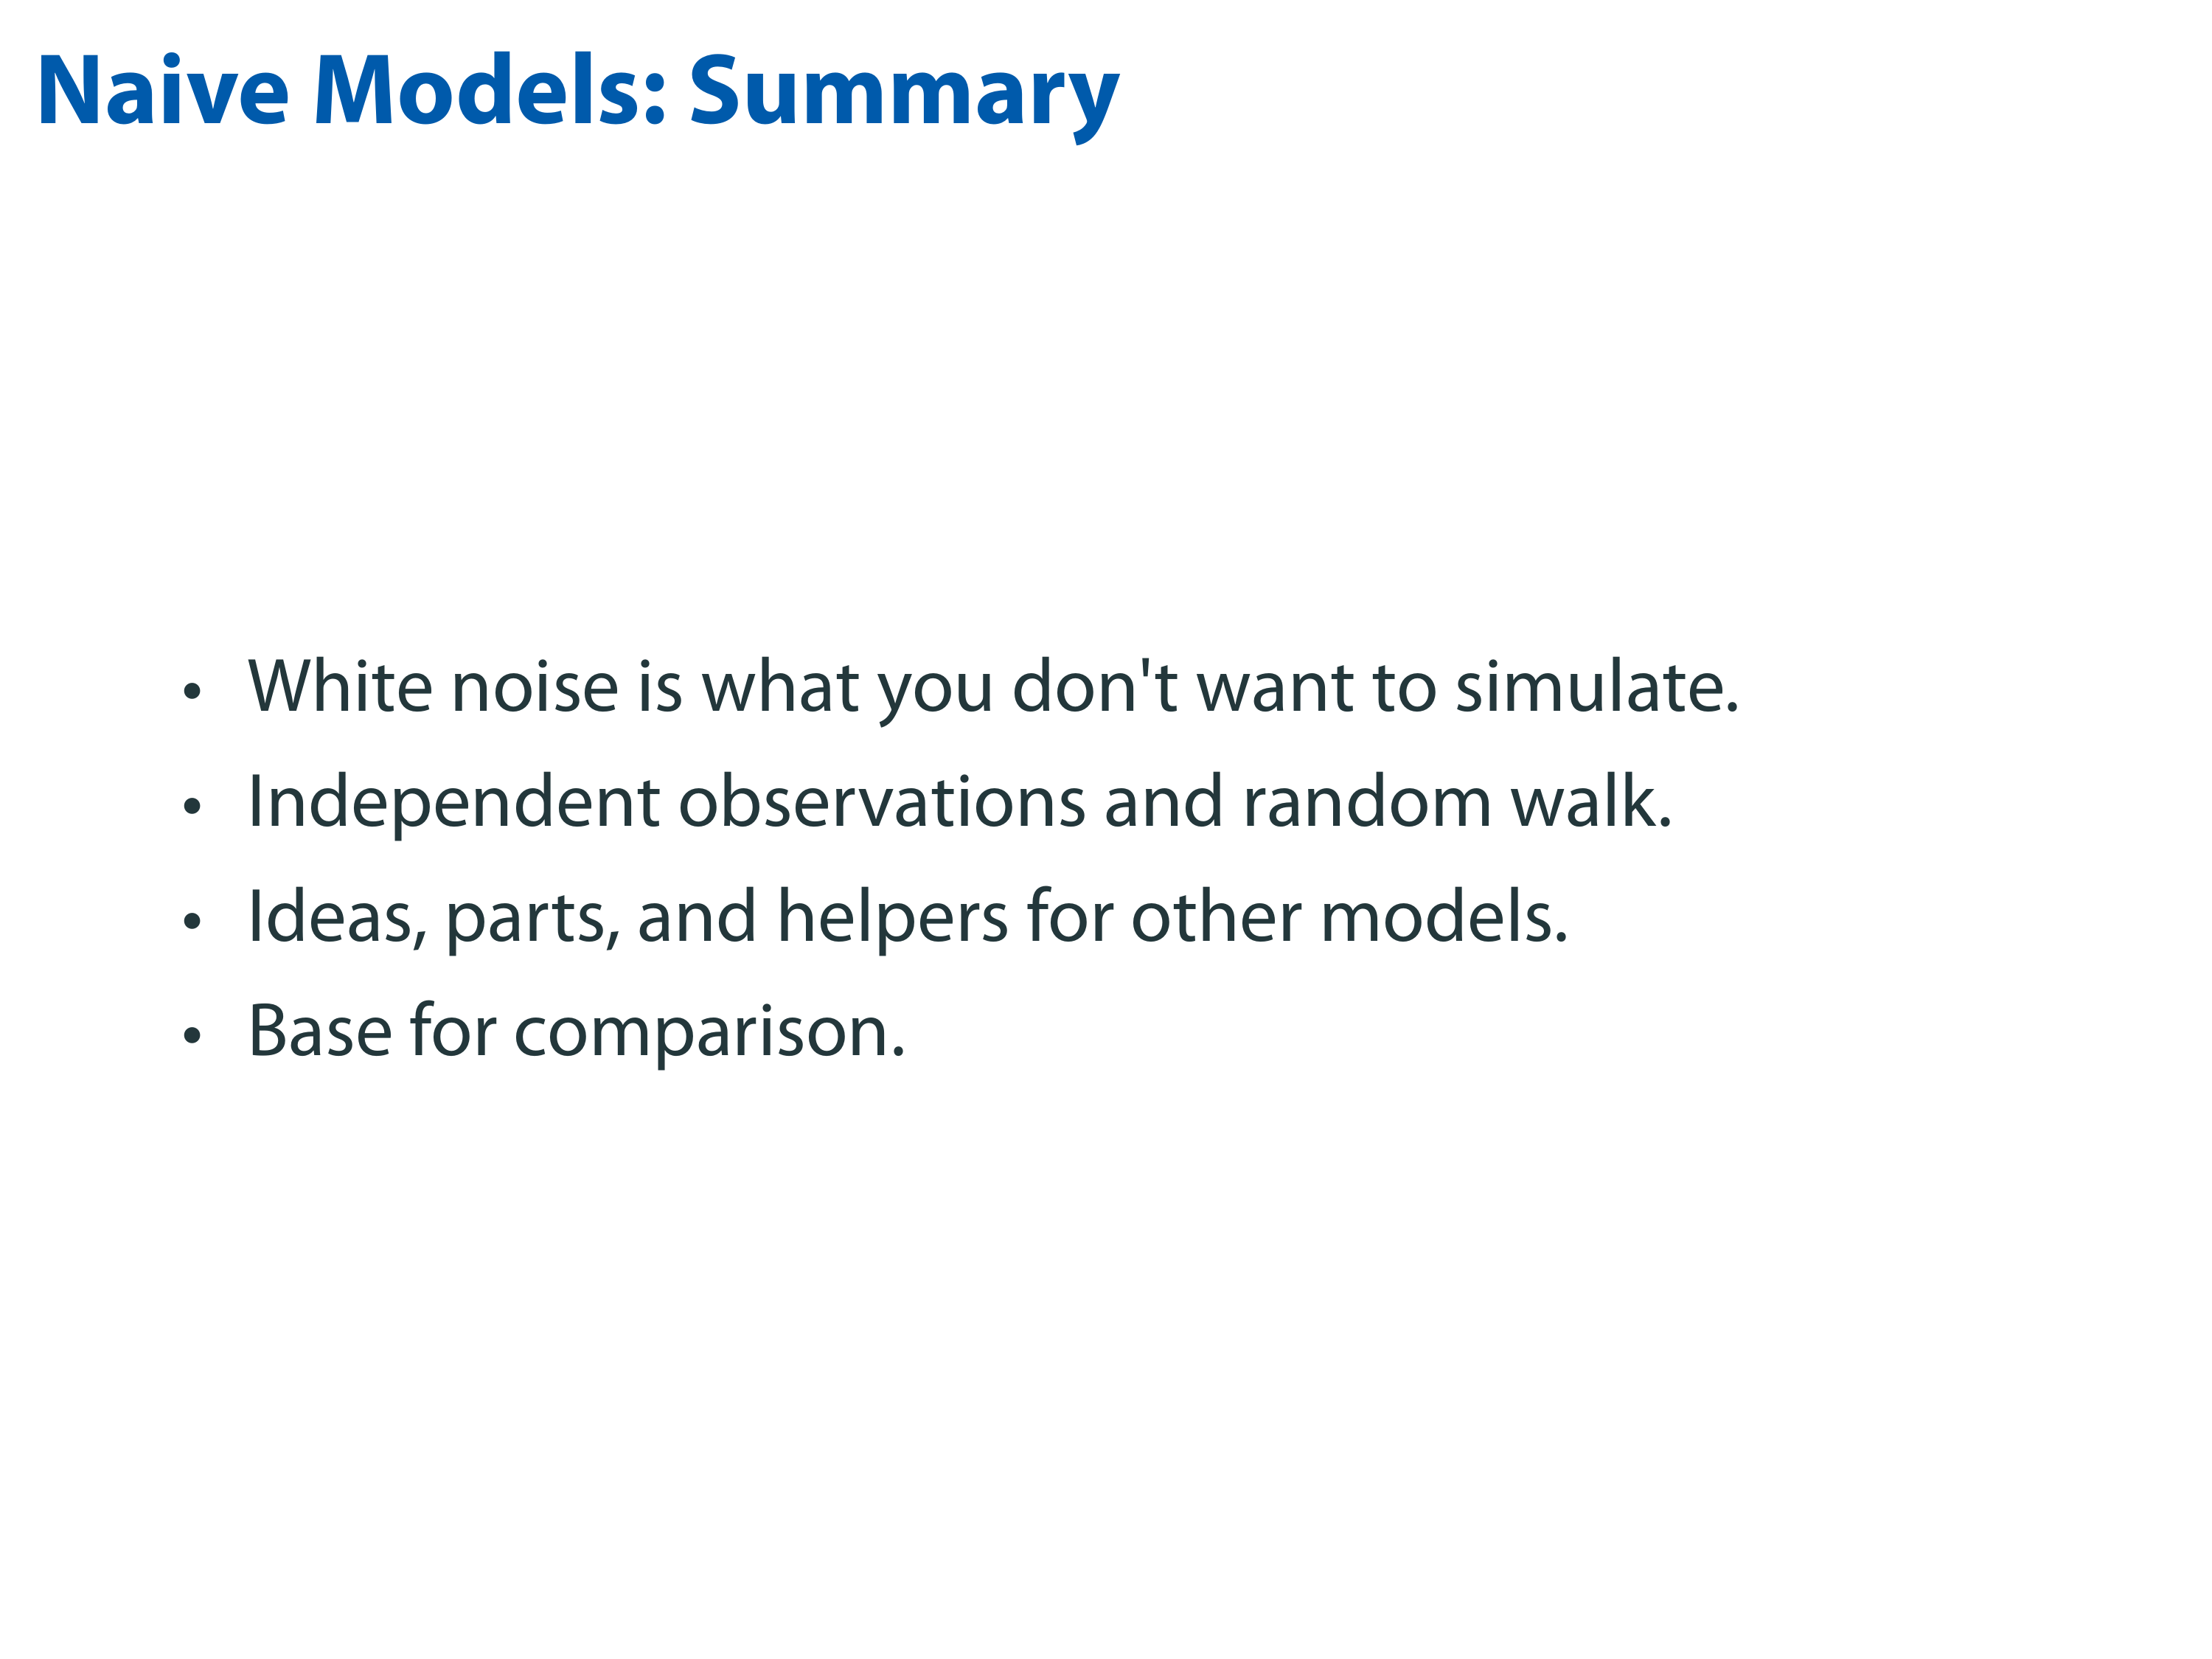 Naive Models: Summary
• White noise is what you don't want to simulate.
• Independent observations and random walk.
• Ideas, parts, and helpers for other models.
• Base for comparison.